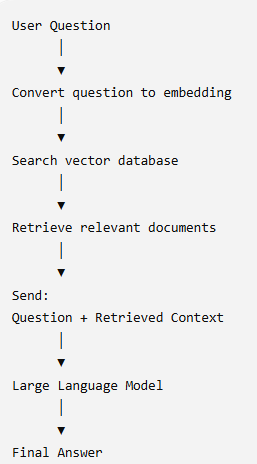 User Question
│
▼
Convert question to embedding
│
▼
Search vector database
│
▼
Retrieve relevant documents
│
▼
Send:
Question + Retrieved Context
│
▼
Large Language Model
│
▼
Final Answer